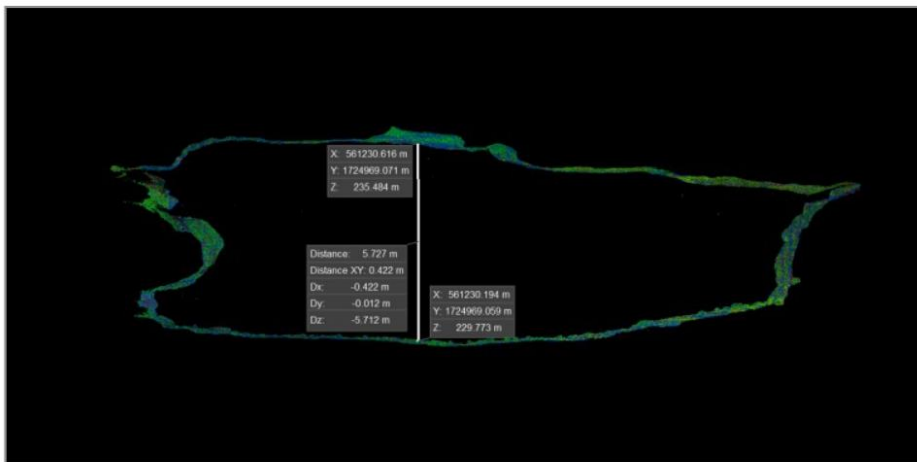 X: 561230.616 m
Y: 1724969.071 m
Z: 235.484 m
Distance: 5.727 m
Distance XY: 0.422 m
Dx: -0.422 m
Dy: -0.012 m
Dz: -5.712 m
X: 561230.194 m
Y: 1724969.059 m
Z: 229.773 m